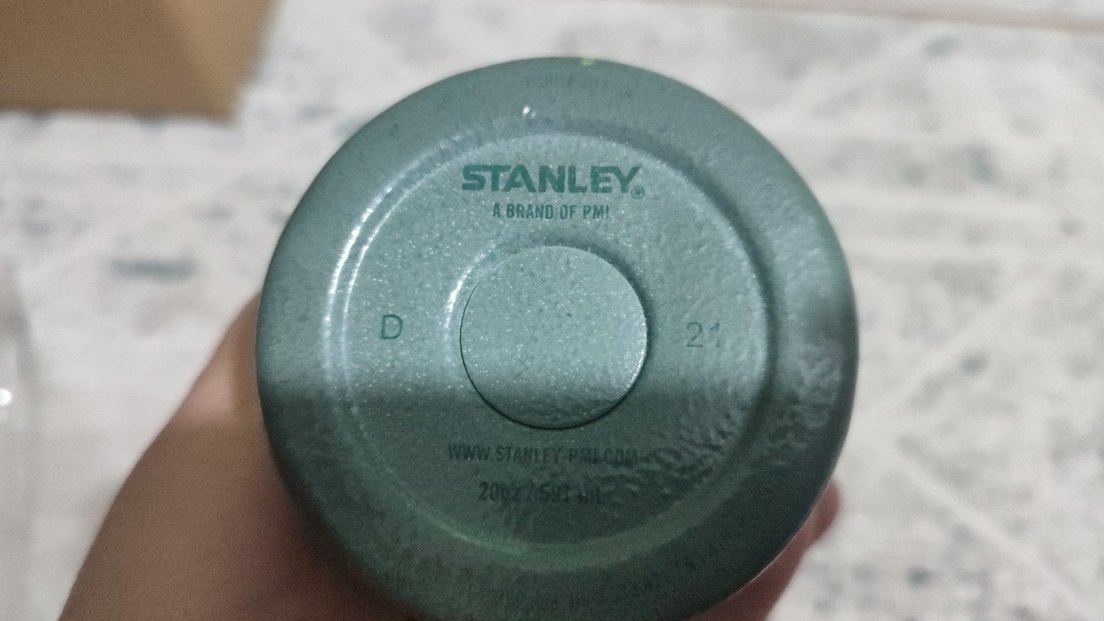 STANLEY®
A BRAND OF PMI
D 21
WWW.STANLEY-PMI.COM
20oz / 591 mL